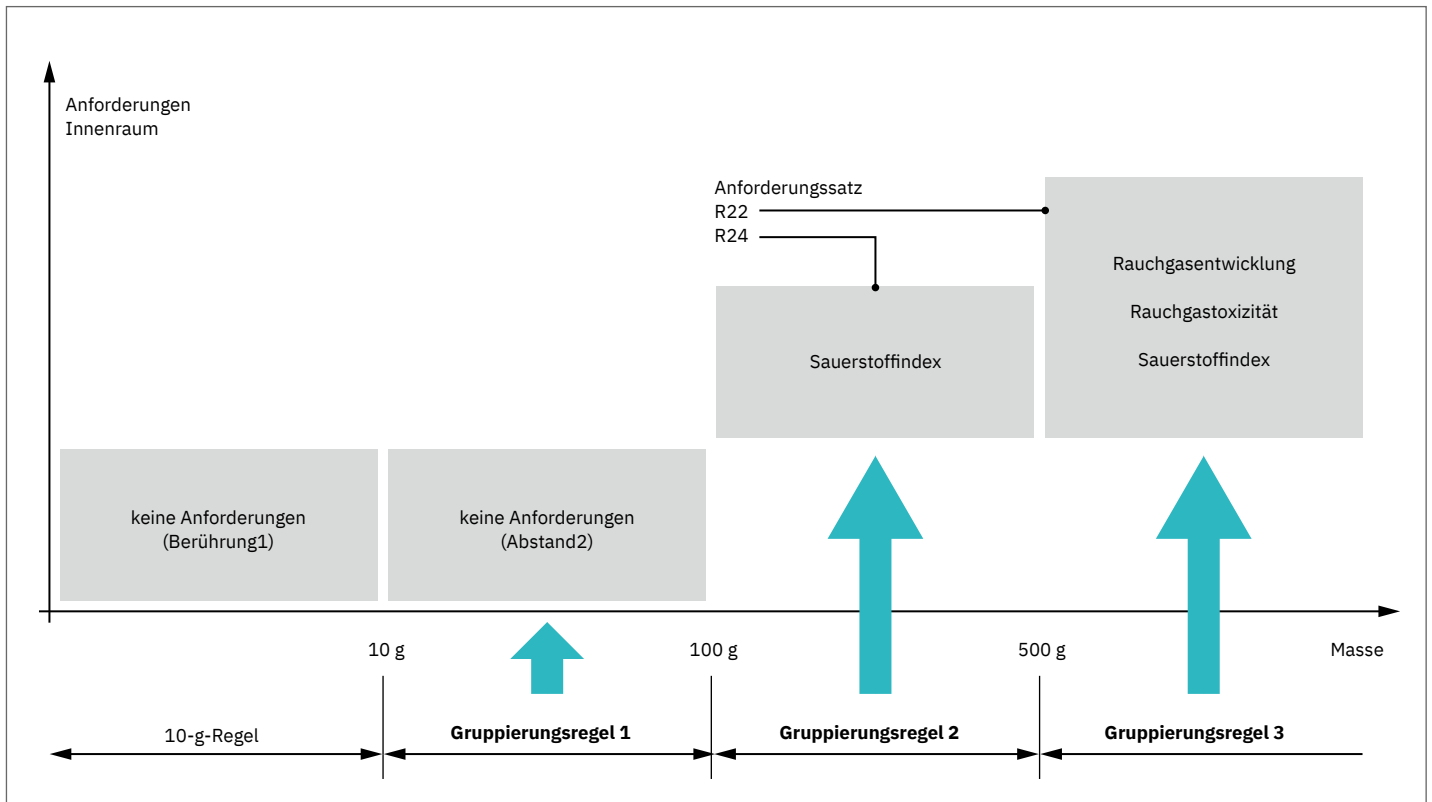 Anforderungen
Innenraum
Anforderungssatz
R22
R24
Rauchgasentwicklung
Rauchgastoxizität
Sauerstoffindex
Sauerstoffindex
keine Anforderungen
(Berührung1)
keine Anforderungen
(Abstand2)
10 g
100 g
500 g
Masse
10-g-Regel
Gruppierungsregel 1
Gruppierungsregel 2
Gruppierungsregel 3